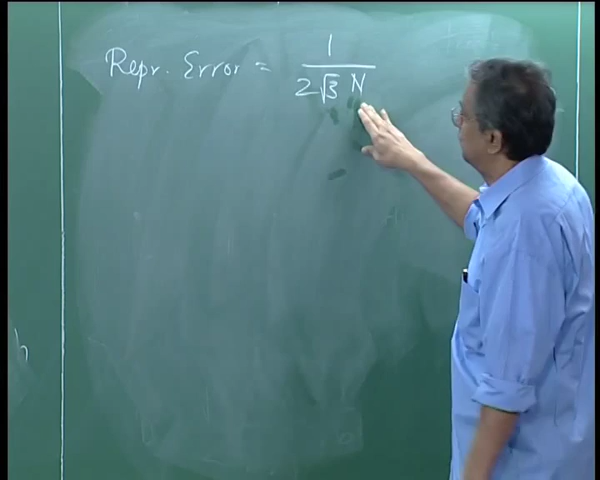 Repr. Error = 1 / 2√3 N
h